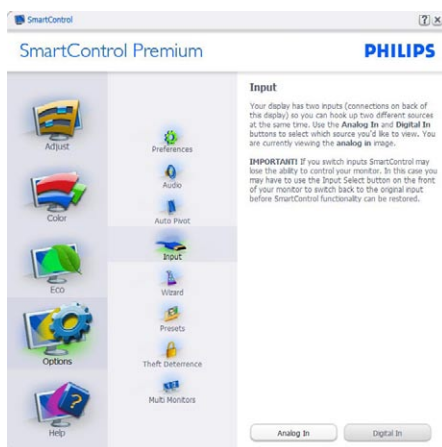 SmartControl
SmartControl Premium
PHILIPS
Adjust
Color
Eco
Options
Help
Preferences
Audio
Auto Pivot
Input
Wizard
Presets
Theft Deterrence
Multi Monitors
Input
Your display has two inputs (connections on back of
this display) so you can hook up two different sources
at the same time. Use the Analog In and Digital In
buttons to select which source you'd like to view. You
are currently viewing the analog in image.
IMPORTANT! If you switch inputs SmartControl may
lose the ability to control your monitor. In this case you
may have to use the Input Select button on the front
of your monitor to switch back to the original input
before SmartControl functionality can be restored.
Analog In
Digital In